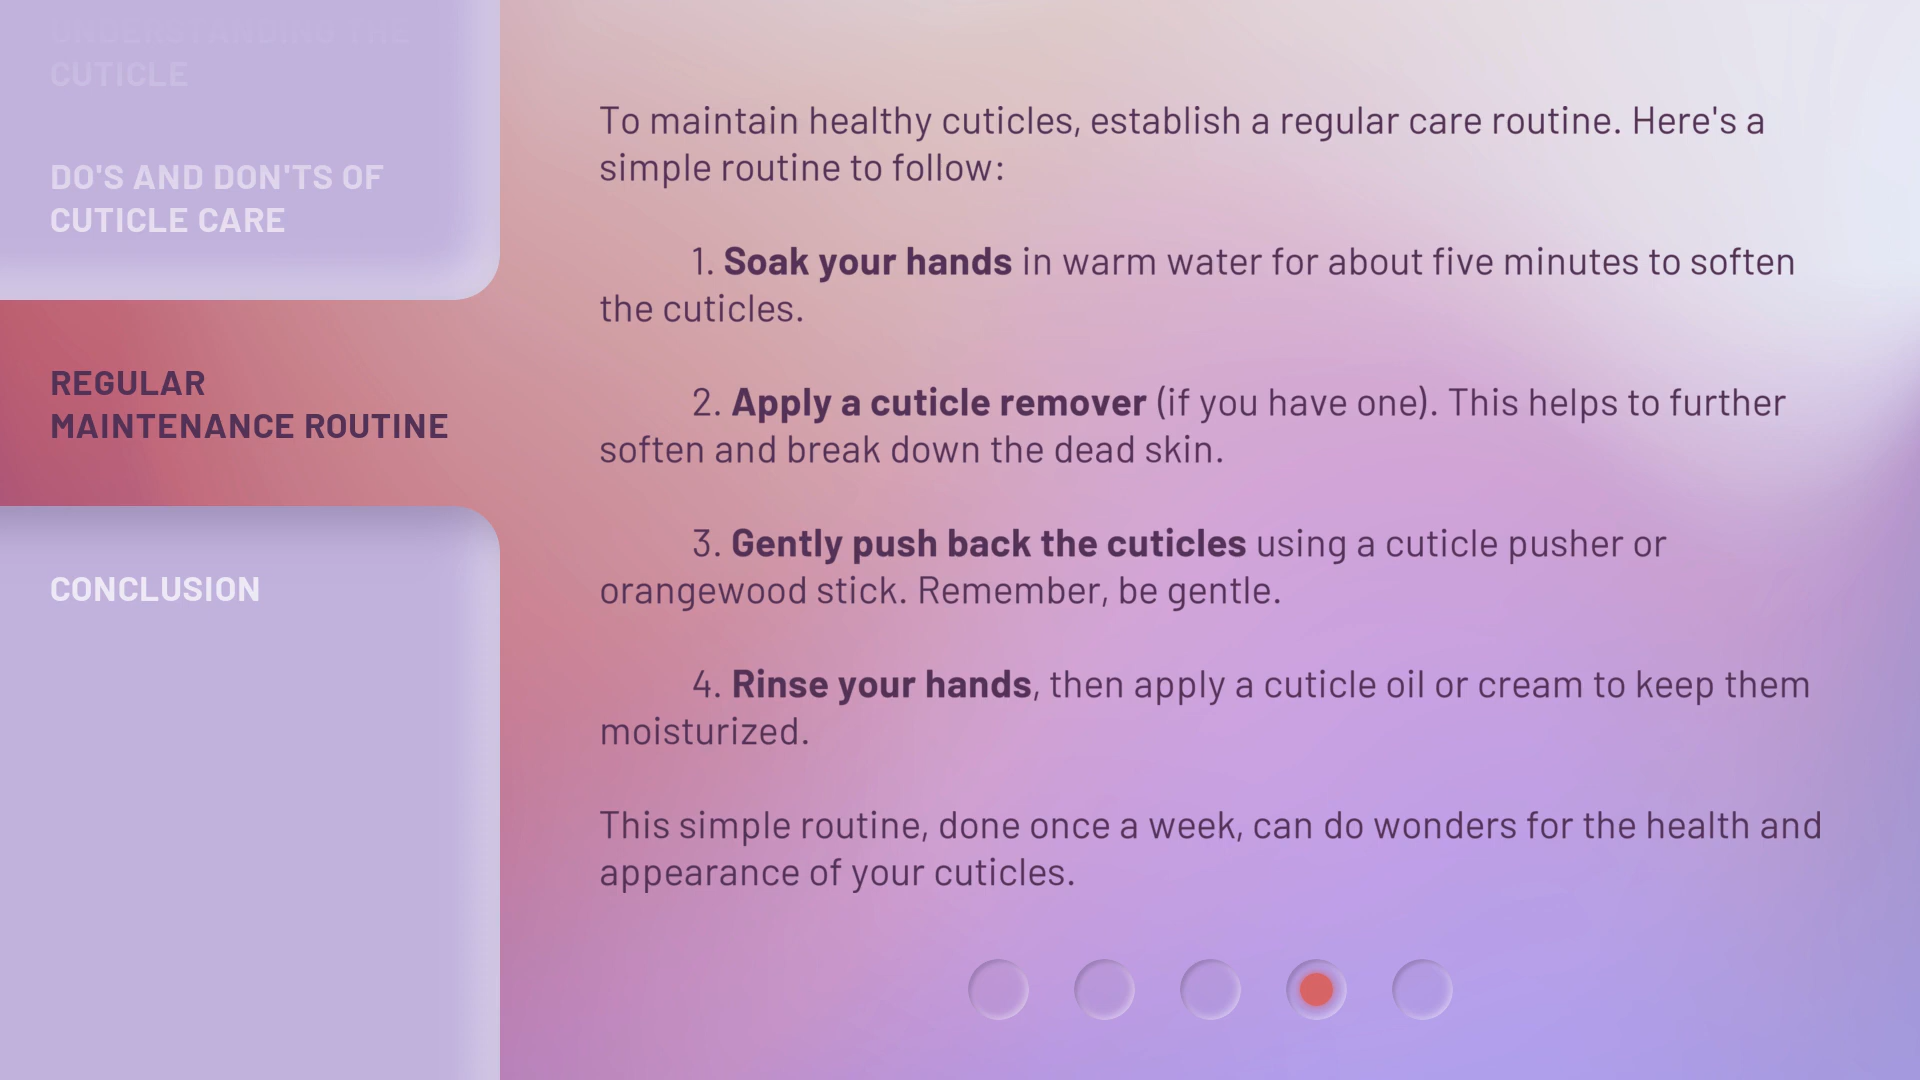 UNDERSTANDING THE
CUTICLE
DO'S AND DON'TS OF
CUTICLE CARE
REGULAR
MAINTENANCE ROUTINE
CONCLUSION
To maintain healthy cuticles, establish a regular care routine. Here's a
simple routine to follow:
1. Soak your hands in warm water for about five minutes to soften
the cuticles.
2. Apply a cuticle remover (if you have one). This helps to further
soften and break down the dead skin.
3. Gently push back the cuticles using a cuticle pusher or
orangewood stick. Remember, be gentle.
4. Rinse your hands, then apply a cuticle oil or cream to keep them
moisturized.
This simple routine, done once a week, can do wonders for the health and
appearance of your cuticles.